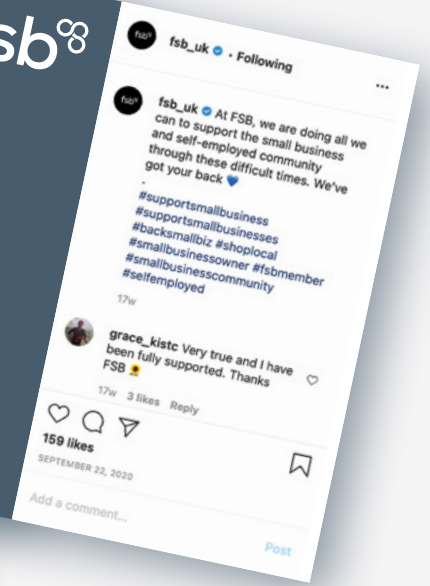 sb
fsb
fsb_uk • Following
...
fsb
fsb_uk At FSB, we are doing all we
can to support the small business
and self-employed community
through these difficult times. We've
got your back 💙
.
#supportsmallbusiness
#supportsmallbusinesses
#backsmallbiz #shoplocal
#smallbusinessowner #fsbmember
#smallbusinesscommunity
#selfemployed
17w
grace_kistc Very true and I have
been fully supported. Thanks
FSB 🌻
17w 3 likes Reply
159 likes
SEPTEMBER 22, 2020
Add a comment...
Post